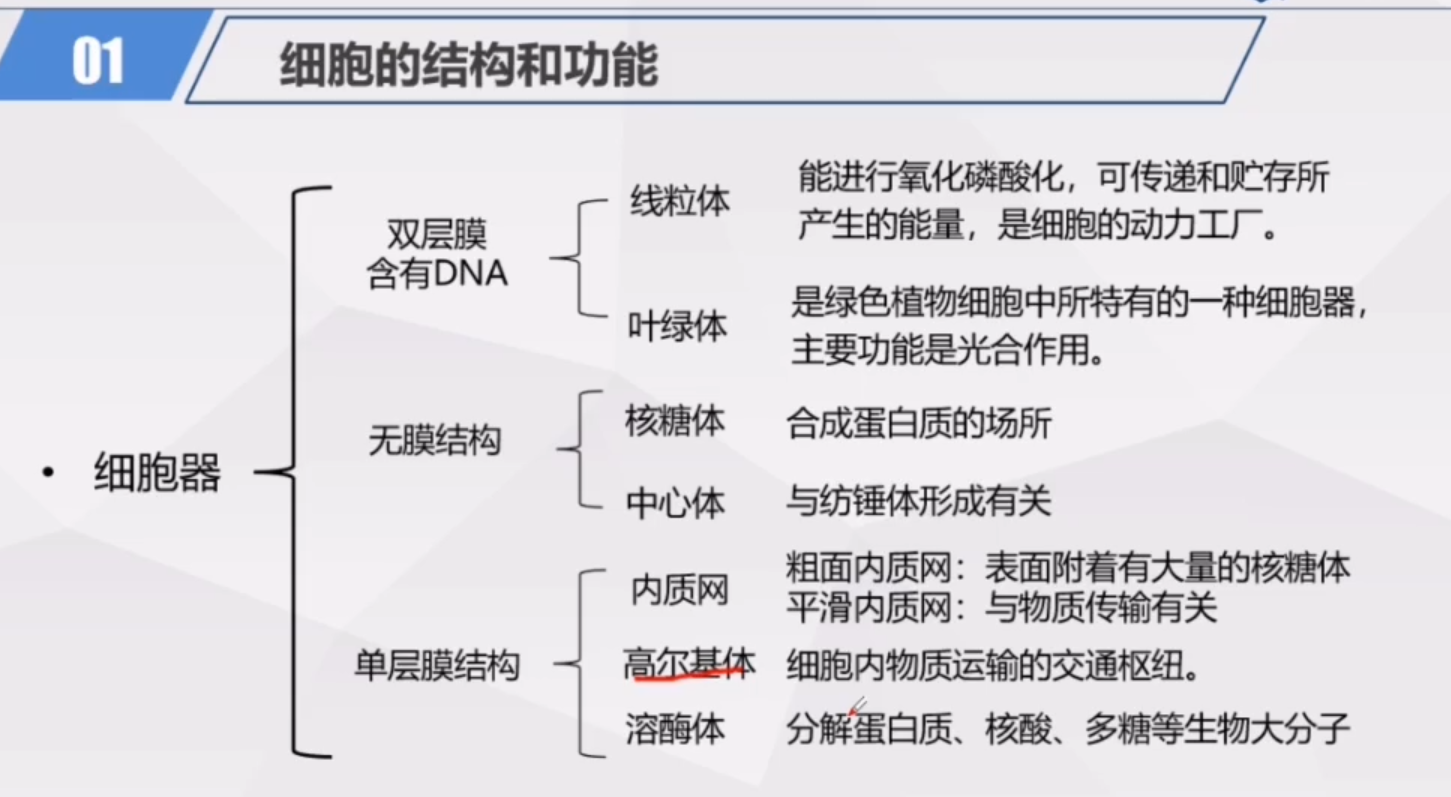 01
细胞的结构和功能
能进行氧化磷酸化，可传递和贮存所
线粒体
产生的能量，是细胞的动力工厂。
双层膜
含有DNA
是绿色植物细胞中所特有的一种细胞器，
叶绿体
主要功能是光合作用。
核糖体 合成蛋白质的场所
无膜结构
• 细胞器
中心体 与纺锤体形成有关
粗面内质网：表面附着有大量的核糖体
内质网
平滑内质网：与物质传输有关
单层膜结构
高尔基体 细胞内物质运输的交通枢纽。
溶酶体 分解蛋白质、核酸、多糖等生物大分子